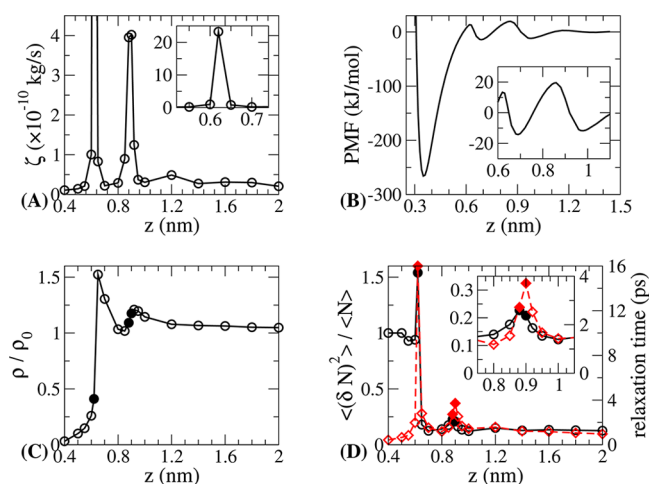 ζ (×10⁻¹⁰ kg/s)
4
3
2
1
0
20
10
0
0.6 0.7
(A)
0.4 0.8 1.2 1.6 2
z (nm)
PMF (kJ/mol)
0
-100
-200
-300
20
0
-20
0.6 0.8 1
(B)
0.3 0.6 0.9 1.2 1.5
z (nm)
ρ / ρ₀
1.5
1.0
0.5
0
(C)
0.4 0.8 1.2 1.6 2
z (nm)
<(δ N)²> / <N>
1.5
1
0.5
0
0.3
0.2
0.1
0
0.8 0.9 1
4
2
0
16
12
8
4
0
relaxation time (ps)
(D)
0.4 0.8 1.2 1.6 2
z (nm)